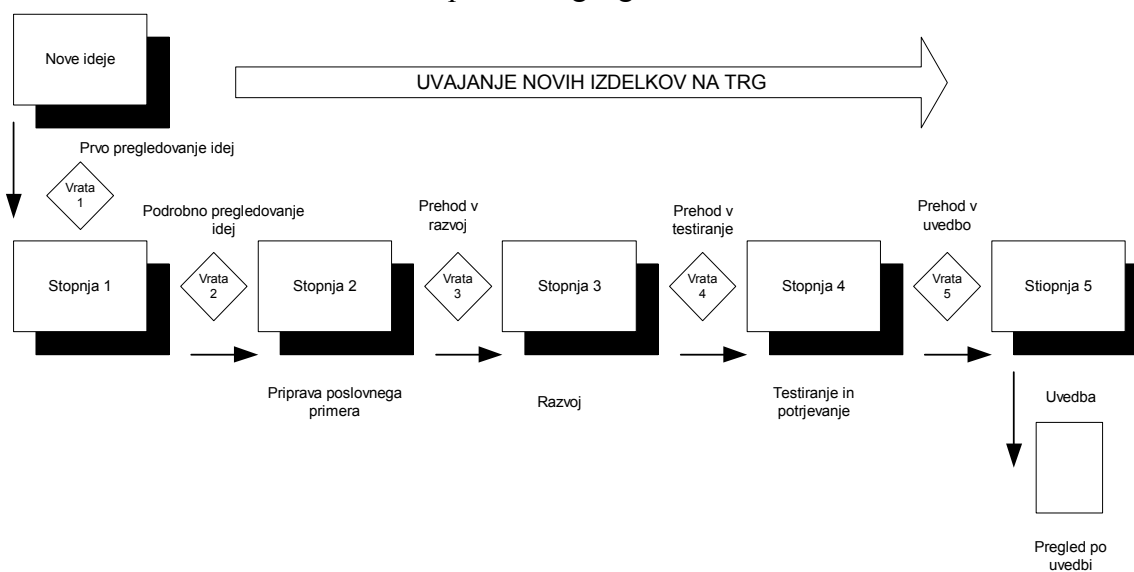 Nove ideje
UVAJANJE NOVIH IZDELKOV NA TRG
Prvo pregledovanje idej
Vrata
1
Podrobno pregledovanje
idej
Prehod v
razvoj
Prehod v
testiranje
Prehod v
uvedbo
Stopnja 1
Vrata
2
Stopnja 2
Vrata
3
Stopnja 3
Vrata
4
Stopnja 4
Vrata
5
Stiopnja 5
Priprava poslovnega
primera
Razvoj
Testiranje in
potrjevanje
Uvedba
Pregled po
uvedbi